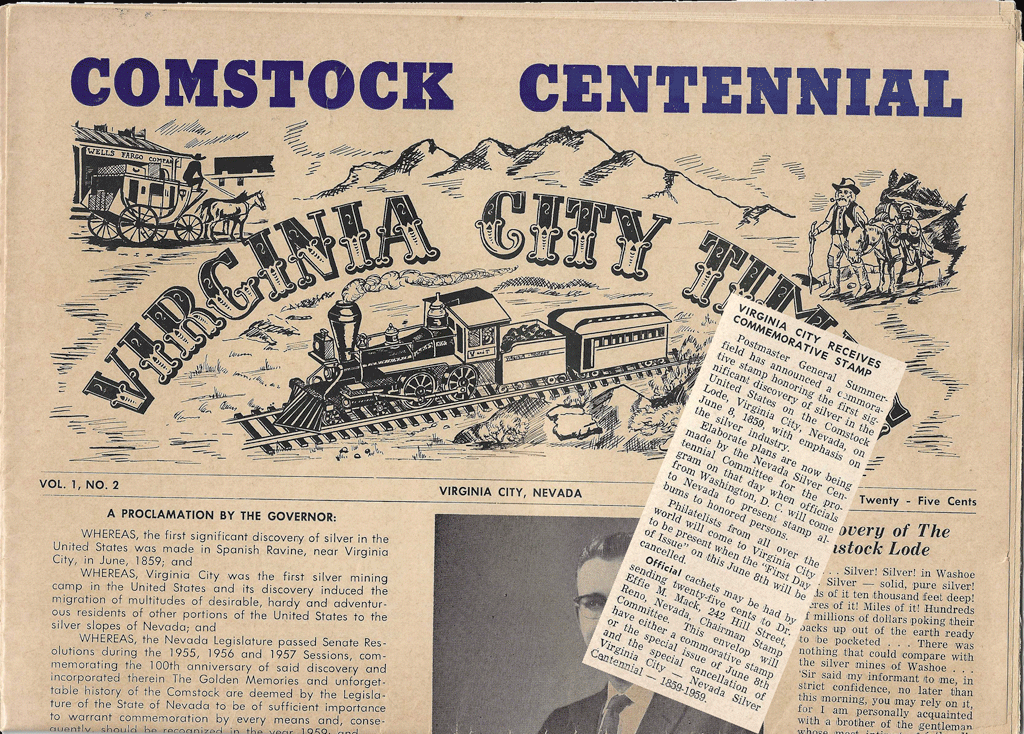 COMSTOCK CENTENNIAL
WELLS FARGO COMPANY
VIRGINIA CITY
V and T
VOL. 1, NO. 2
VIRGINIA CITY, NEVADA
Twenty - Five Cents
A PROCLAMATION BY THE GOVERNOR:
WHEREAS, the first significant discovery of silver in the
United States was made in Spanish Ravine, near Virginia
City, in June, 1859; and
WHEREAS, Virginia City was the first silver mining
camp in the United States and its discovery induced the
migration of multitudes of desirable, hardy and adventur-
ous residents of other portions of the United States to the
silver slopes of Nevada; and
WHEREAS, the Nevada Legislature passed Senate Res-
olutions during the 1955, 1956 and 1957 Sessions, com-
memorating the 100th anniversary of said discovery and
incorporated therein The Golden Memories and unforget-
table history of the Comstock are deemed by the Legisla-
ture of the State of Nevada to be of sufficient importance
to warrant commemoration by every means and, conse-
quently, should be recognized in the year 1959; and
VIRGINIA CITY RECEIVES
COMMEMORATIVE STAMP
Postmaster General Summer-
field has announced a commora-
tive stamp honoring the first sig-
nificant discovery of silver in the
United States on the Comstock
Lode, Virginia City, Nevada, on
June 8, 1859, with emphasis on
the silver industry.
Elaborate plans are now being
made by the Nevada Silver Cen-
tennial Committee for the pro-
gram on that day when officials
from Washington, D. C. will come
to Nevada to present stamp al-
bums to honored persons.
Philatelists from all over the
world will come to Virginia City
to be present when the "First Day
of Issue" on this June 8th will be
cancelled.
Official cachets may be had by
sending twenty-five cents to Dr.
Effie M. Mack, 242 Hill Street,
Reno, Nevada, Chairman Stamp
Committee. This envelop will
have either a commorative stamp
or the special issue of June 8th
and the special cancellation of
Virginia City — Nevada Silver
Centennial — 1859-1959.
overy of The
nstock Lode
. . Silver! Silver! in Washoe
Silver — solid, pure silver!
ds of it ten thousand feet deep!
cres of it! Miles of it! Hundreds
f millions of dollars poking their
backs up out of the earth ready
to be pocketed . . . There was
nothing that could compare with
the silver mines of Washoe . . .
'Sir said my informant to me, in
strict confidence, no later than
this morning, you may rely on it,
for I am personally acquainted
with a brother of the gentleman